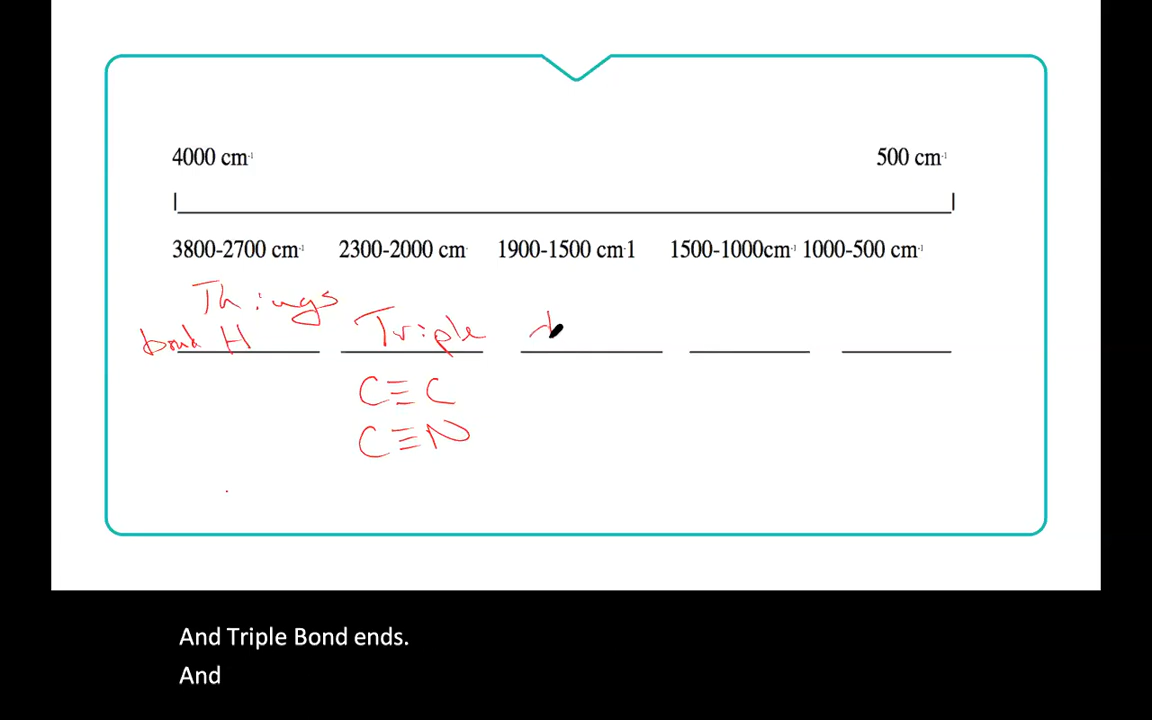 4000 cm-1 500 cm-1
3800-2700 cm-1 2300-2000 cm- 1900-1500 cm-1 1500-1000cm-1 1000-500 cm-1
Things
bond H Triple
C≡C
C≡N
And Triple Bond ends.
And